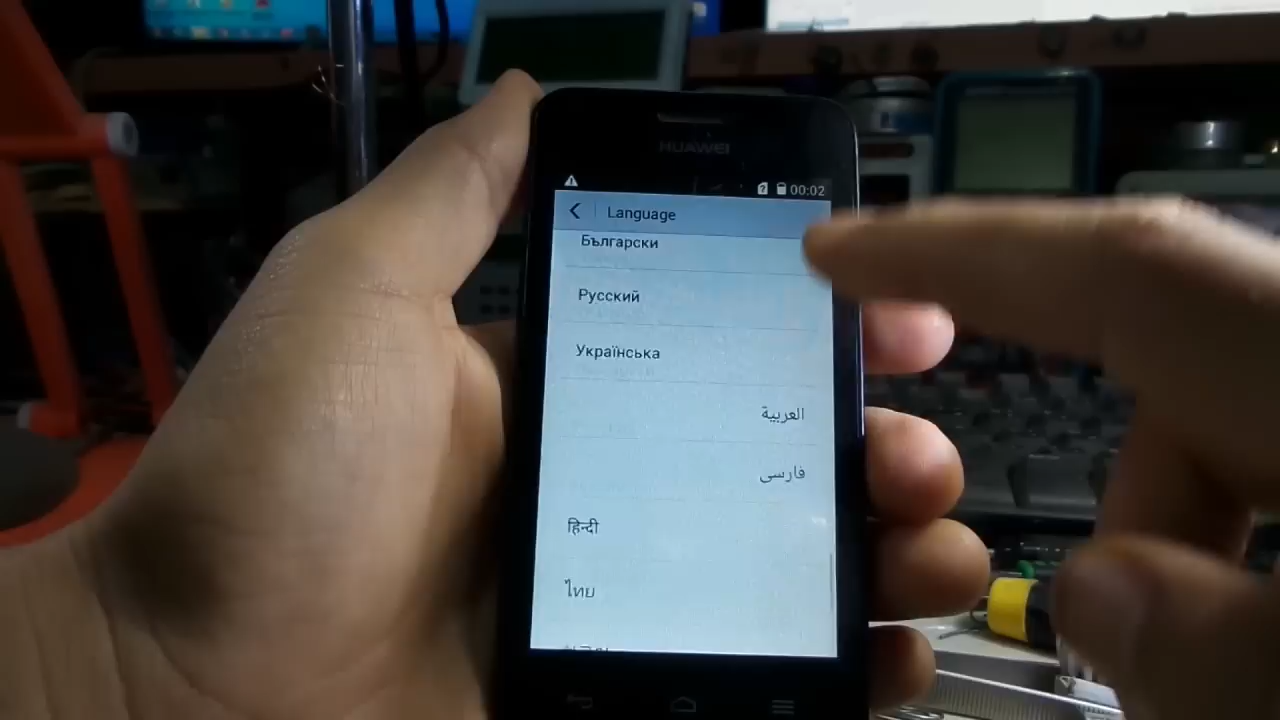 HUAWEI
00:02
Language
Български
Русский
Українська
العربية
فارسی
हिन्दी
ไทย